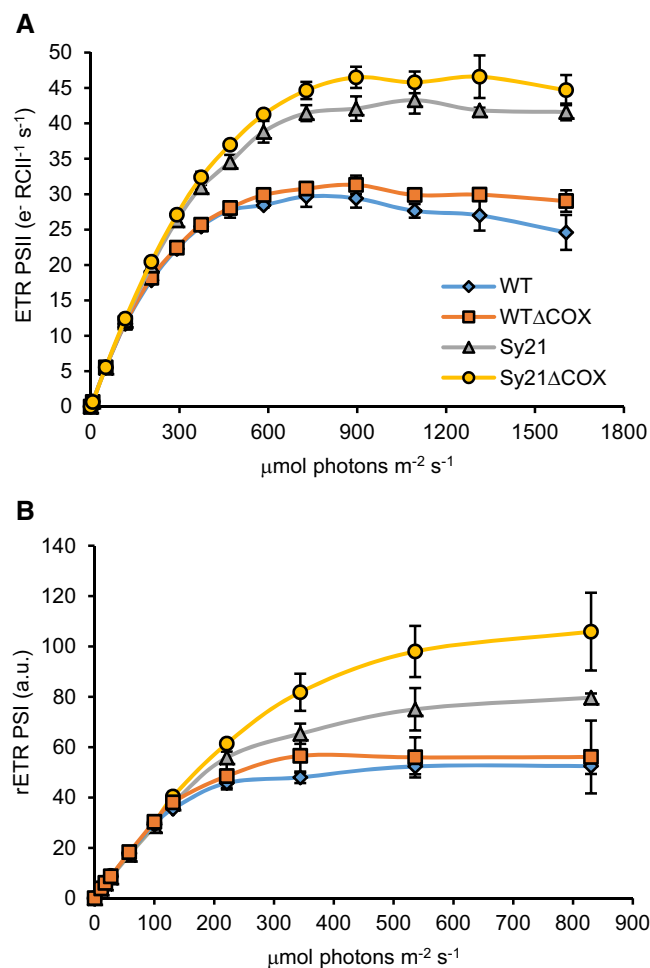 A
ETR PSII (e⁻ RCII⁻¹ s⁻¹)
50
45
40
35
30
25
20
15
10
5
0
WT
WTΔCOX
Sy21
Sy21ΔCOX
0 300 600 900 1200 1500 1800
μmol photons m⁻² s⁻¹
B
rETR PSI (a.u.)
140
120
100
80
60
40
20
0
0 100 200 300 400 500 600 700 800 900
μmol photons m⁻² s⁻¹